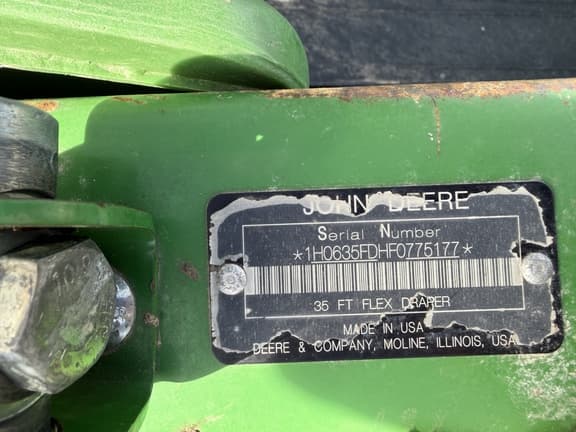 JOHN DEERE
Serial Number
*1H0635FDHF0775177*
35 FT FLEX DRAPER
MADE IN USA
DEERE & COMPANY, MOLINE, ILLINOIS, USA